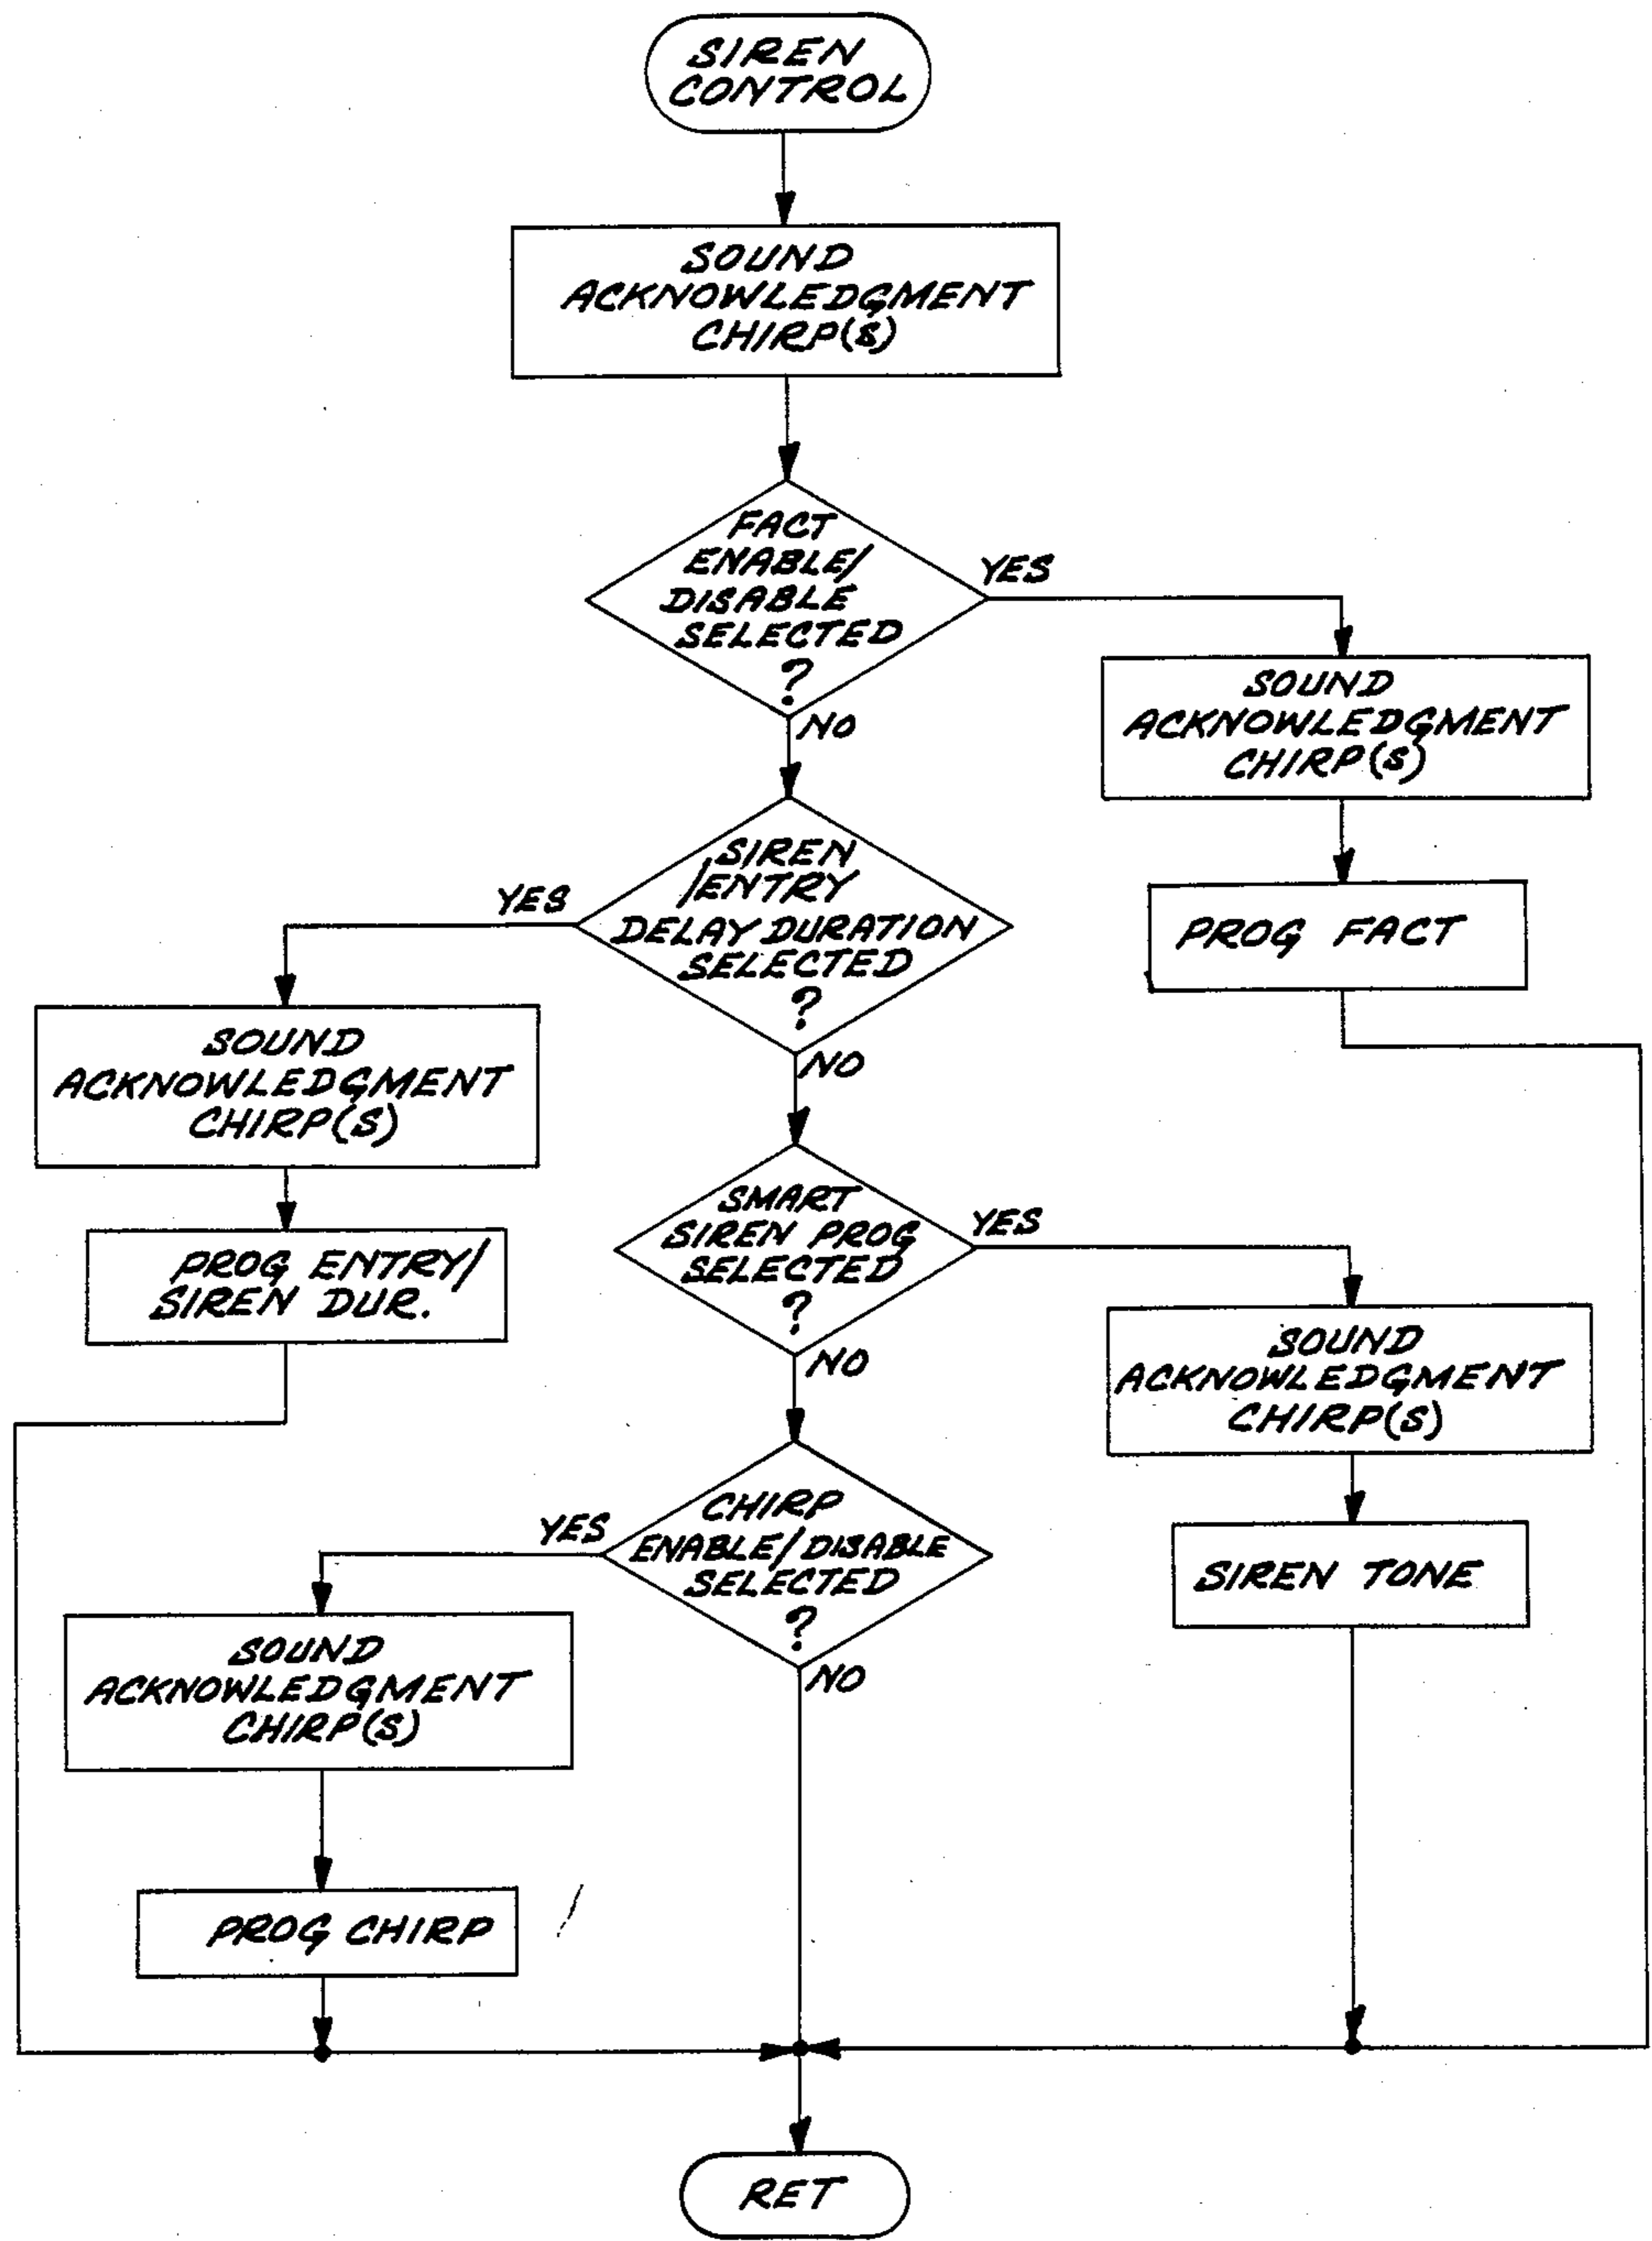 SIREN
CONTROL
SOUND
ACKNOWLEDGMENT
CHIRP(S)
FACT
ENABLE/
DISABLE
SELECTED
?
YES
NO
SOUND
ACKNOWLEDGMENT
CHIRP(S)
PROG FACT
SIREN
/ENTRY
DELAY DURATION
SELECTED
?
YES
NO
SOUND
ACKNOWLEDGMENT
CHIRP(S)
PROG ENTRY/
SIREN DUR.
SMART
SIREN PROG
SELECTED
?
YES
NO
SOUND
ACKNOWLEDGMENT
CHIRP(S)
SIREN TONE
CHIRP
ENABLE/DISABLE
SELECTED
?
YES
NO
SOUND
ACKNOWLEDGMENT
CHIRP(S)
PROG CHIRP
RET